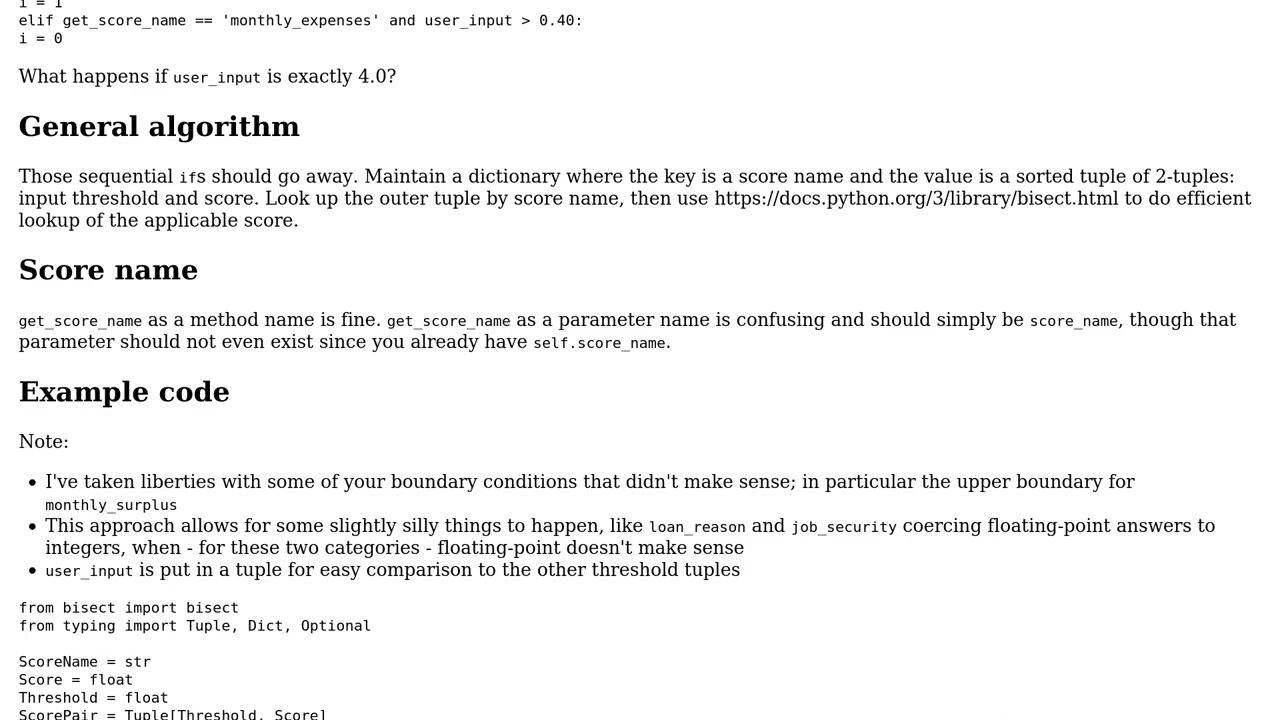 i = 1
elif get_score_name == 'monthly_expenses' and user_input > 0.40:
i = 0
What happens if user_input is exactly 4.0?
General algorithm
Those sequential ifs should go away. Maintain a dictionary where the key is a score name and the value is a sorted tuple of 2-tuples:
input threshold and score. Look up the outer tuple by score name, then use https://docs.python.org/3/library/bisect.html to do efficient
lookup of the applicable score.
Score name
get_score_name as a method name is fine. get_score_name as a parameter name is confusing and should simply be score_name, though that
parameter should not even exist since you already have self.score_name.
Example code
Note:
• I've taken liberties with some of your boundary conditions that didn't make sense; in particular the upper boundary for
monthly_surplus
• This approach allows for some slightly silly things to happen, like loan_reason and job_security coercing floating-point answers to
integers, when - for these two categories - floating-point doesn't make sense
• user_input is put in a tuple for easy comparison to the other threshold tuples
from bisect import bisect
from typing import Tuple, Dict, Optional
ScoreName = str
Score = float
Threshold = float
ScorePair = Tuple[Threshold, Score]